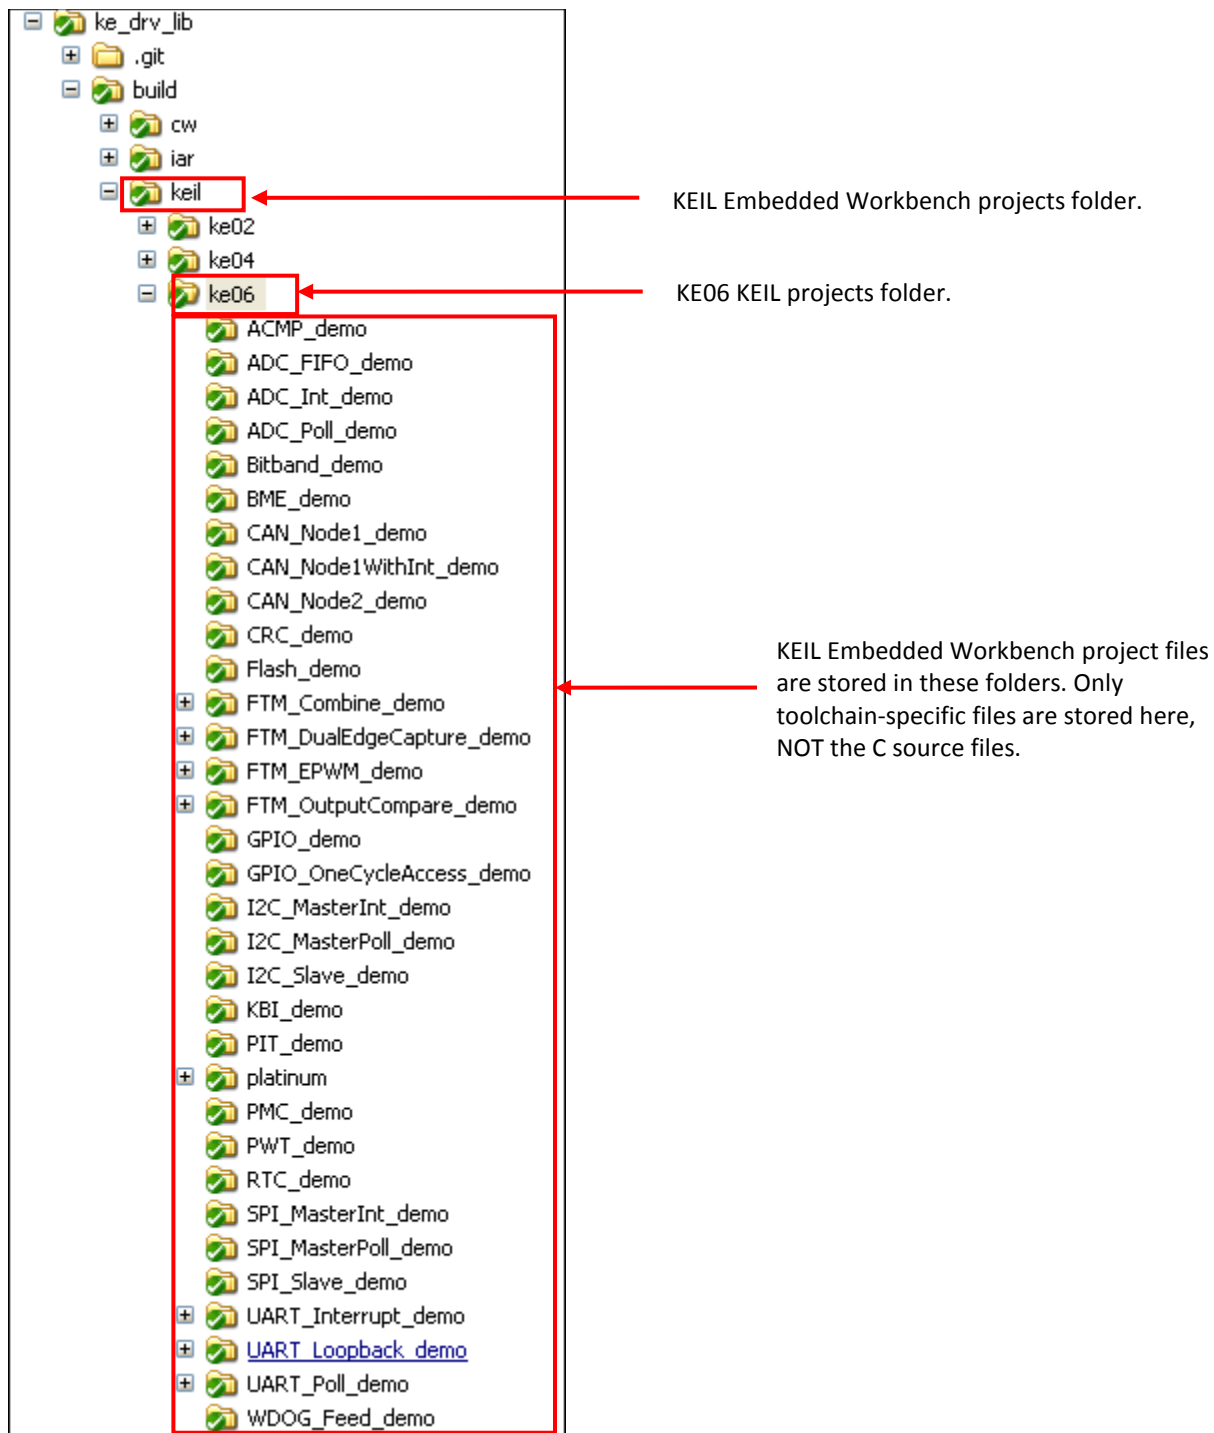 ke_drv_lib
.git
build
cw
iar
keil
KEIL Embedded Workbench projects folder.
ke02
ke04
ke06
KE06 KEIL projects folder.
ACMP_demo
ADC_FIFO_demo
ADC_Int_demo
ADC_Poll_demo
Bitband_demo
BME_demo
CAN_Node1_demo
CAN_Node1WithInt_demo
CAN_Node2_demo
CRC_demo
Flash_demo
FTM_Combine_demo
FTM_DualEdgeCapture_demo
FTM_EPWM_demo
FTM_OutputCompare_demo
KEIL Embedded Workbench project files
are stored in these folders. Only
toolchain-specific files are stored here,
NOT the C source files.
GPIO_demo
GPIO_OneCycleAccess_demo
I2C_MasterInt_demo
I2C_MasterPoll_demo
I2C_Slave_demo
KBI_demo
PIT_demo
platinum
PMC_demo
PWT_demo
RTC_demo
SPI_MasterInt_demo
SPI_MasterPoll_demo
SPI_Slave_demo
UART_Interrupt_demo
UART_Loopback_demo
UART_Poll_demo
WDOG_Feed_demo